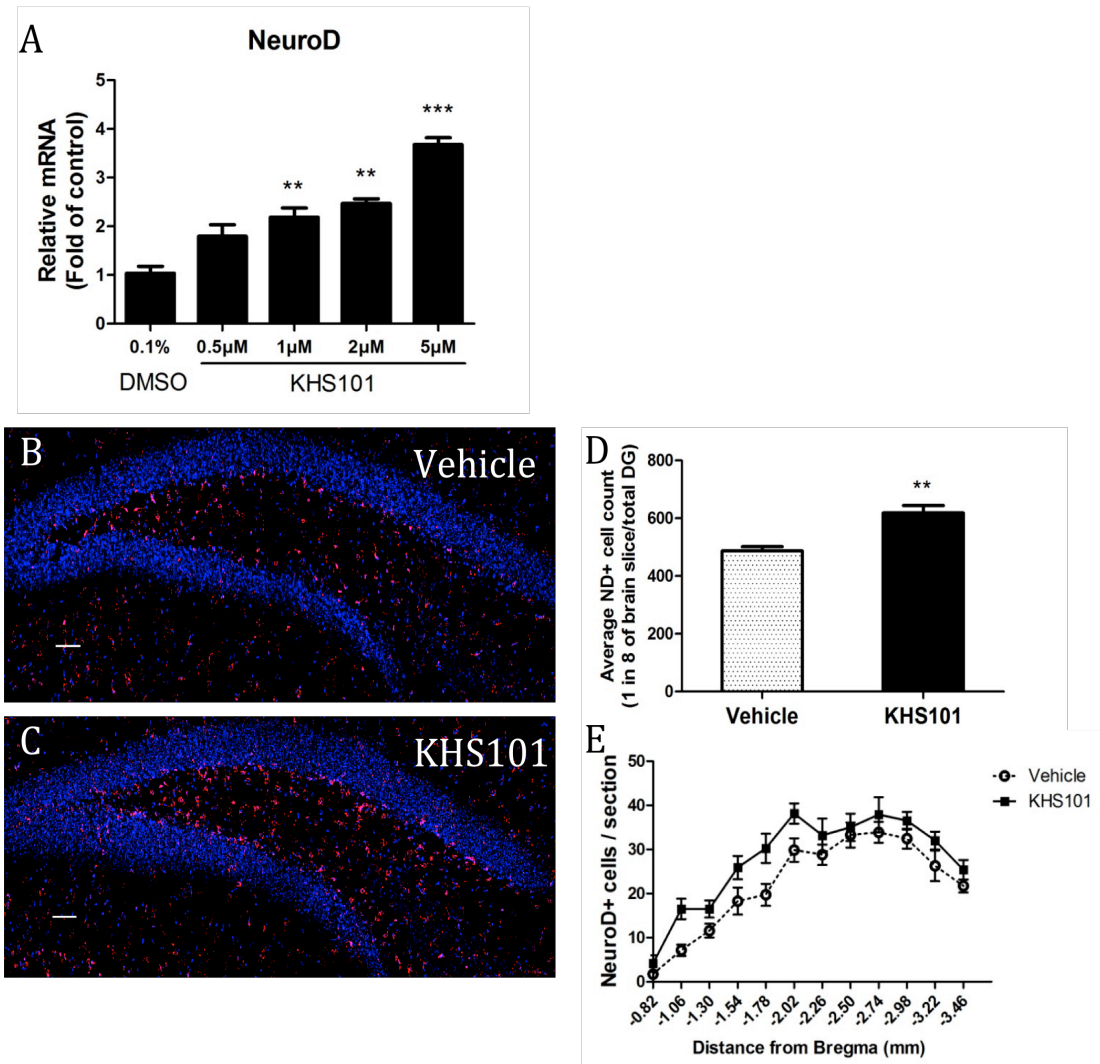 A
NeuroD
Relative mRNA
(Fold of control)
5
4
3
2
1
0
**
**
***
0.1%
0.5µM
1µM
2µM
5µM
DMSO
KHS101
B
Vehicle
C
KHS101
D
Average ND+ cell count
(1 in 8 of brain slice/total DG)
800
600
400
200
0
**
Vehicle
KHS101
E
NeuroD+ cells / section
50
40
30
20
10
0
Vehicle
KHS101
-0.82
-1.06
-1.30
-1.54
-1.78
-2.02
-2.26
-2.50
-2.74
-2.98
-3.22
-3.46
Distance from Bregma (mm)